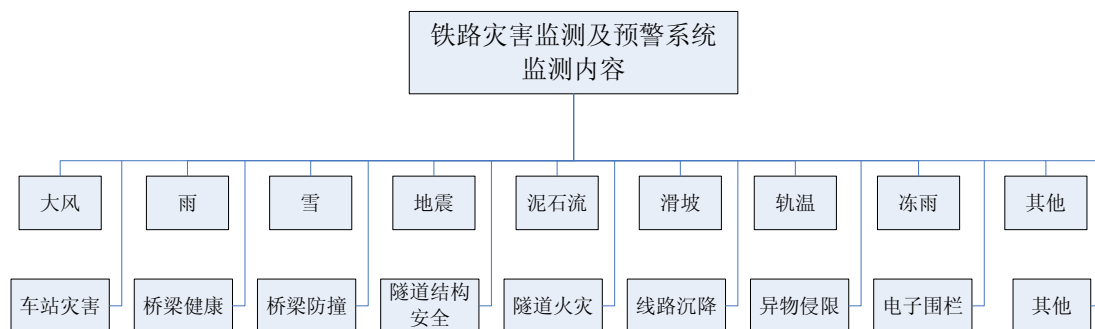 铁路灾害监测及预警系统
监测内容
大风
雨
雪
地震
泥石流
滑坡
轨温
冻雨
其他
车站灾害
桥梁健康
桥梁防撞
隧道结构
安全
隧道火灾
线路沉降
异物侵限
电子围栏
其他